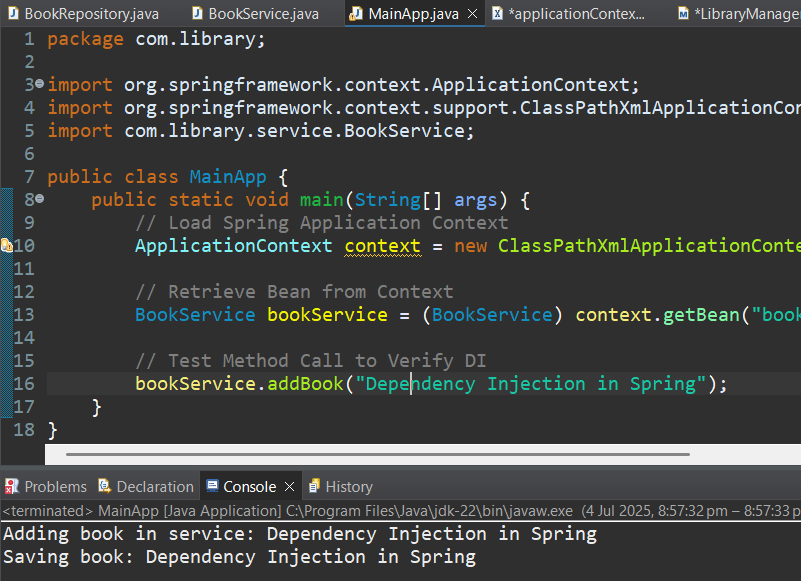 BookRepository.java BookService.java MainApp.java *applicationContex... *LibraryManage
1 package com.library;
2
3 import org.springframework.context.ApplicationContext;
4 import org.springframework.context.support.ClassPathXmlApplicationCon
5 import com.library.service.BookService;
6
7 public class MainApp {
8 public static void main(String[] args) {
9 // Load Spring Application Context
10 ApplicationContext context = new ClassPathXmlApplicationConte
11
12 // Retrieve Bean from Context
13 BookService bookService = (BookService) context.getBean("book
14
15 // Test Method Call to Verify DI
16 bookService.addBook("Dependency Injection in Spring");
17 }
18 }
Problems Declaration Console History
<terminated> MainApp [Java Application] C:\Program Files\Java\jdk-22\bin\javaw.exe (4 Jul 2025, 8:57:32 pm – 8:57:33 p
Adding book in service: Dependency Injection in Spring
Saving book: Dependency Injection in Spring